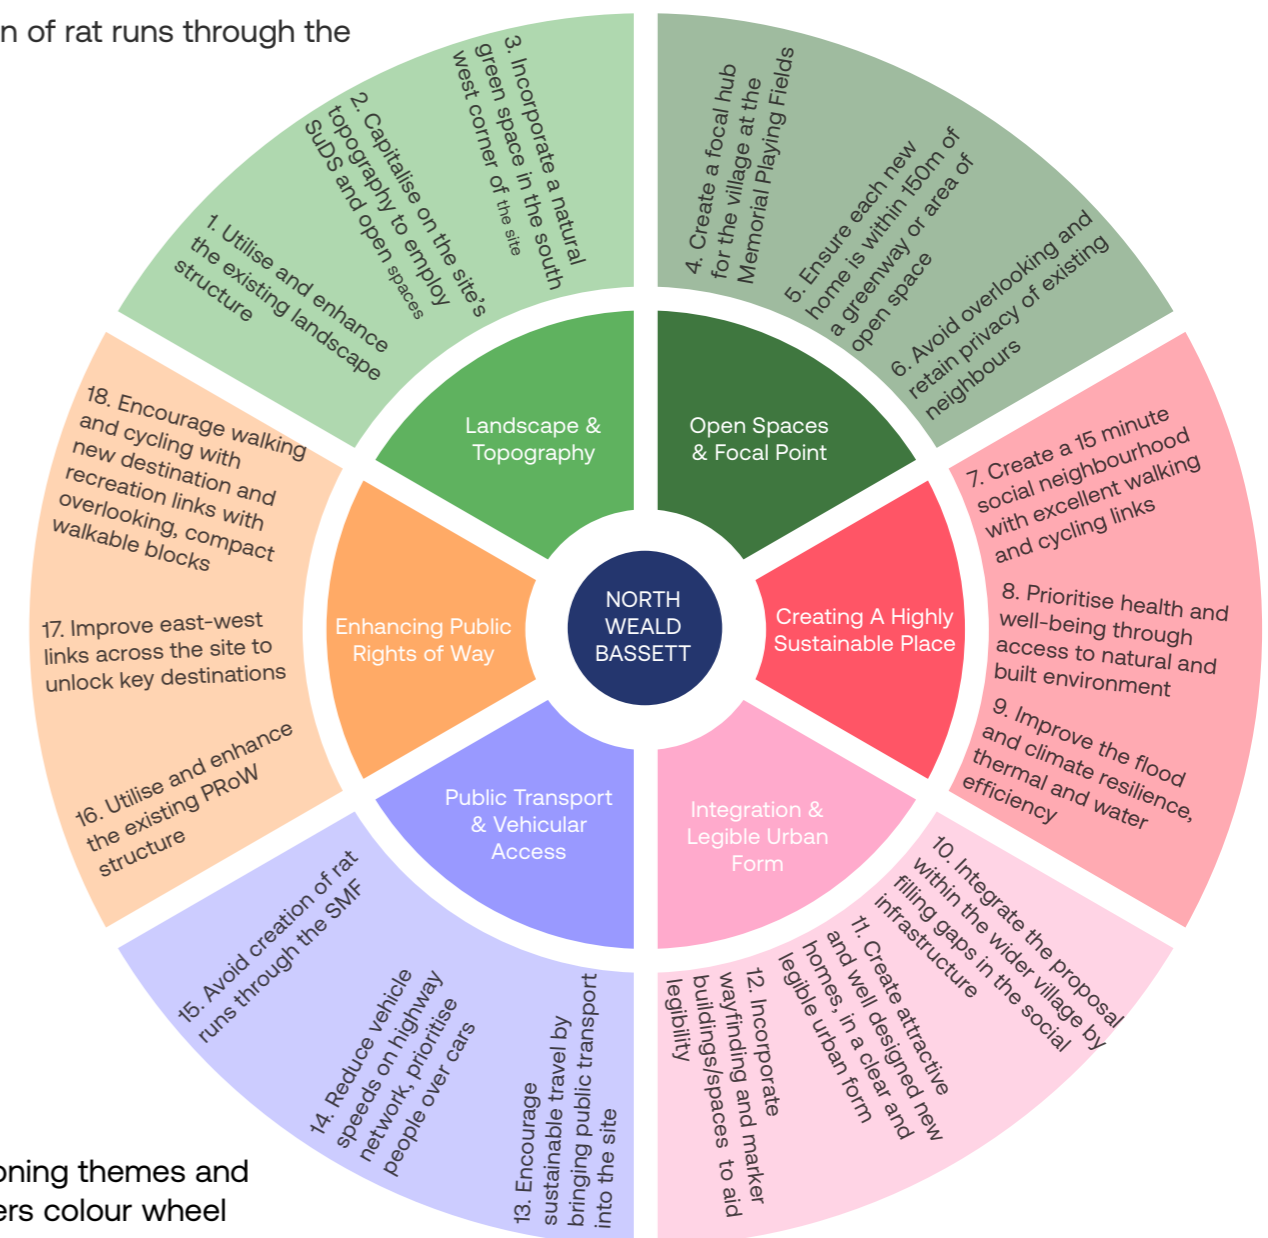 n of rat runs through the
1. Utilise and enhance
the existing landscape
structure
2. Capitalise on the site's
topography to employ
SuDS and open spaces
3. Incorporate a natural
green space in the south
west corner of the site
4. Create a focal hub
for the village at the
Memorial Playing Fields
5. Ensure each new
home is within 150m of
a greenway or area of
open space
6. Avoid overlooking and
retain privacy of existing
neighbours
7. Create a 15 minute
social neighbourhood
with excellent walking
and cycling links
8. Prioritise health and
well-being through
access to natural and
built environment
9. Improve the flood
and climate resilience,
thermal and water
efficiency
10. Integrate the proposal
within the wider village by
filling gaps in the social
infrastructure
11. Create attractive
and well designed new
homes, in a clear and
legible urban form
12. Incorporate
wayfinding and marker
buildings/spaces to aid
legibility
13. Encourage
sustainable travel by
bringing public transport
into the site
14. Reduce vehicle
speeds on highway
network, prioritise
people over cars
15. Avoid creation of rat
runs through the SMF
16. Utilise and enhance
the existing PRoW
structure
17. Improve east-west
links across the site to
unlock key destinations
18. Encourage walking
and cycling with
new destination and
recreation links with
overlooking, compact
walkable blocks
Landscape &
Topography
Open Spaces
& Focal Point
Creating A Highly
Sustainable Place
Integration &
Legible Urban
Form
Public Transport
& Vehicular
Access
Enhancing Public
Rights of Way
NORTH
WEALD
BASSETT
oning themes and
ers colour wheel